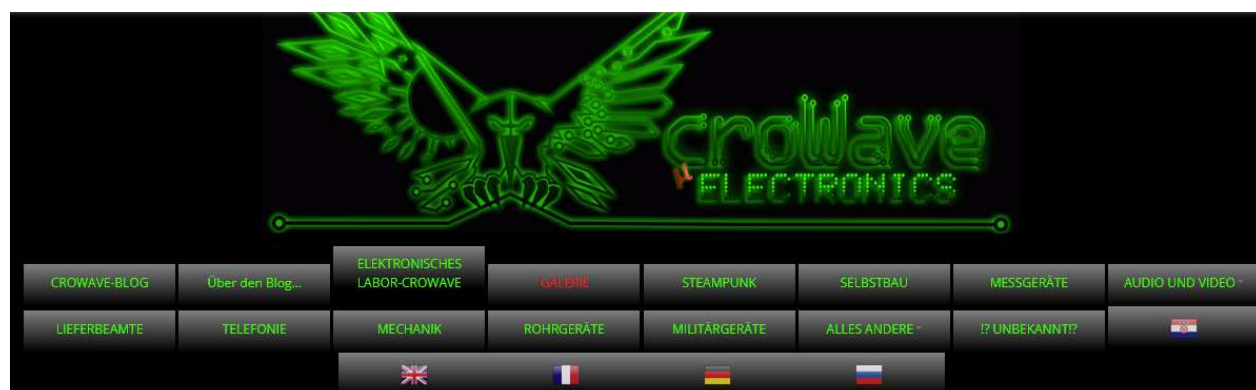 croWave
µ ELECTRONICS
CROWAVE-BLOG
Über den Blog...
ELEKTRONISCHES
LABOR-CROWAVE
GALERIE
STEAMPUNK
SELBSTBAU
MESSGERÄTE
AUDIO UND VIDEO
LIEFERBEAMTE
TELEFONIE
MECHANIK
ROHRGERÄTE
MILITÄRGERÄTE
ALLES ANDERE
!? UNBEKANNT!?